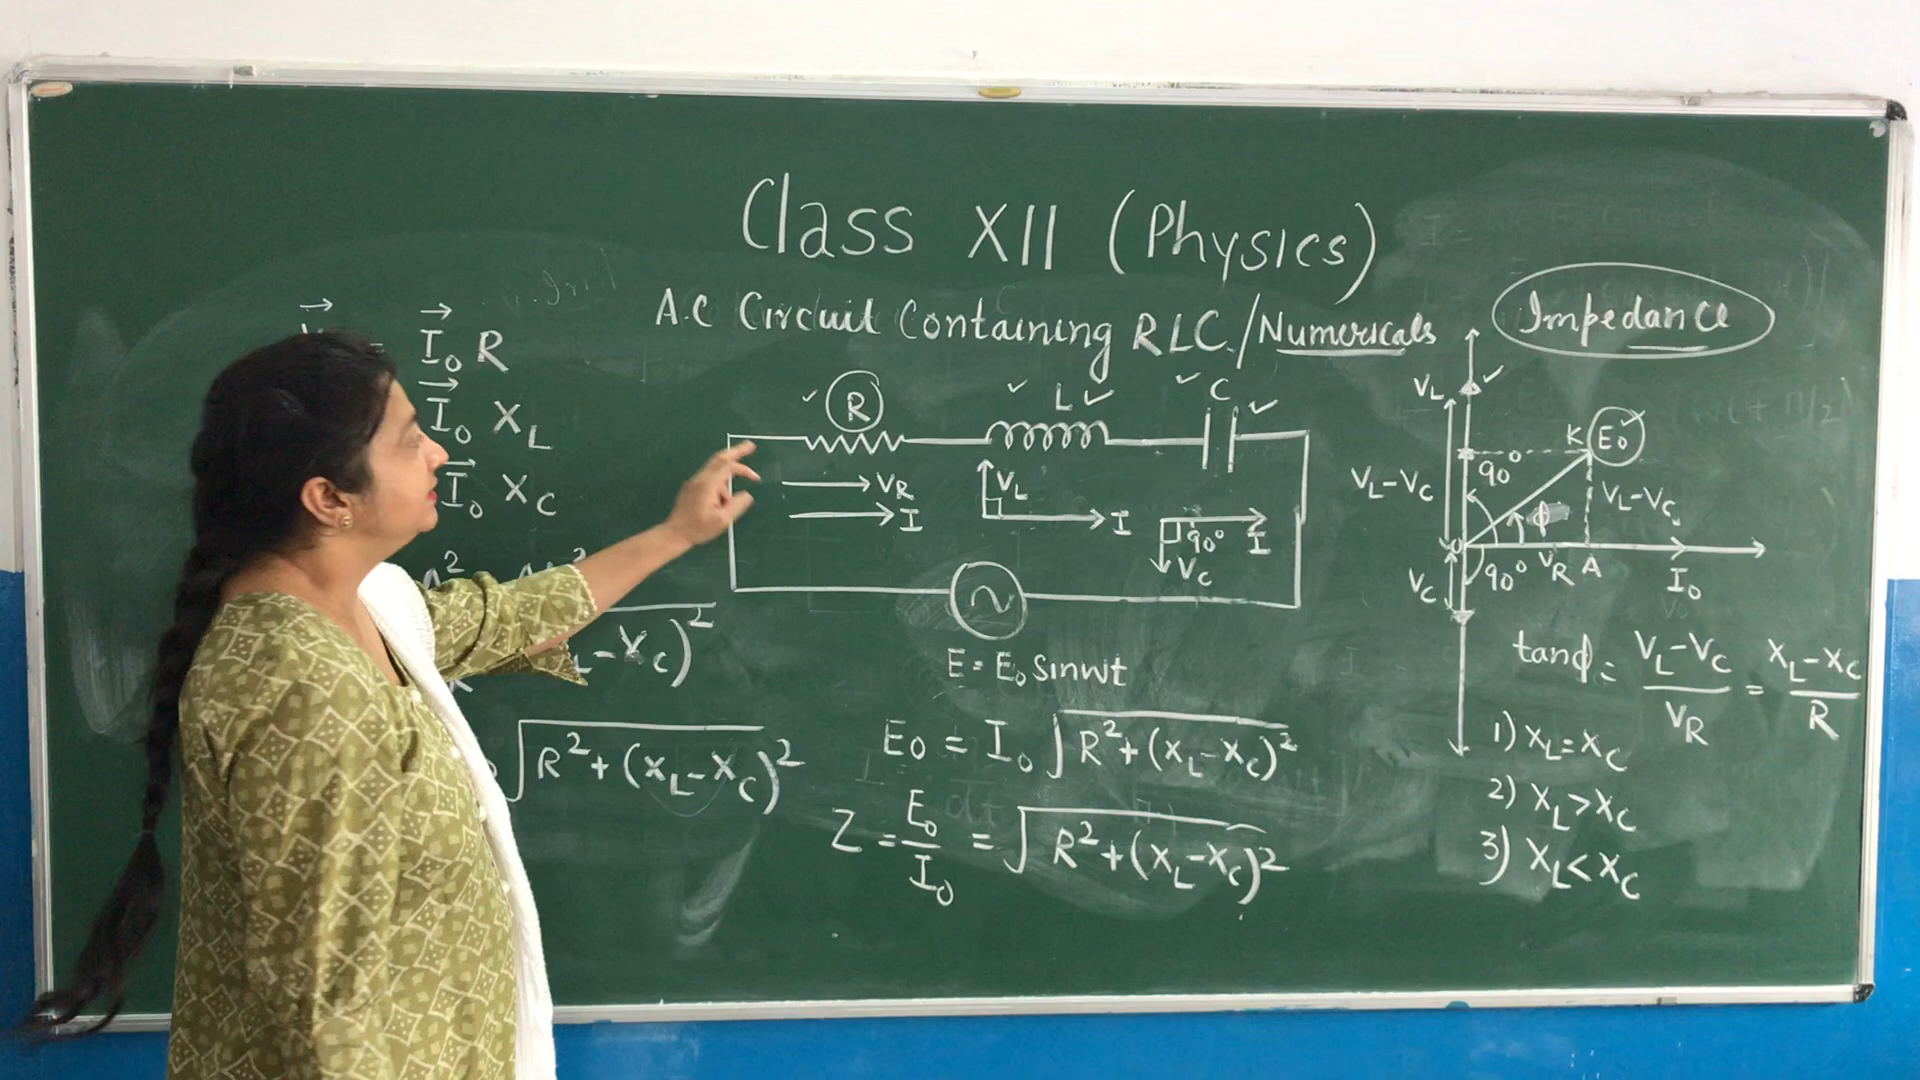 Class XII (Physics)
A.C Circuit Containing RLC / Numericals
Impedance
= I₀ R
I₀ X_L
I₀ X_C
- X_C)²
√R² + (X_L - X_C)²
R
L
C
V_R
I
V_L
I
90°
I
V_C
E = E₀ sinωt
E₀ = I₀ √R² + (X_L - X_C)²
Z = E₀/I₀ = √R² + (X_L - X_C)²
V_L
K E₀
90°
V_L - V_C
V_L - V_C
ϕ
O
90° V_R A
I₀
V_C
tanϕ = V_L - V_C / V_R = X_L - X_C / R
1) X_L = X_C
2) X_L > X_C
3) X_L < X_C